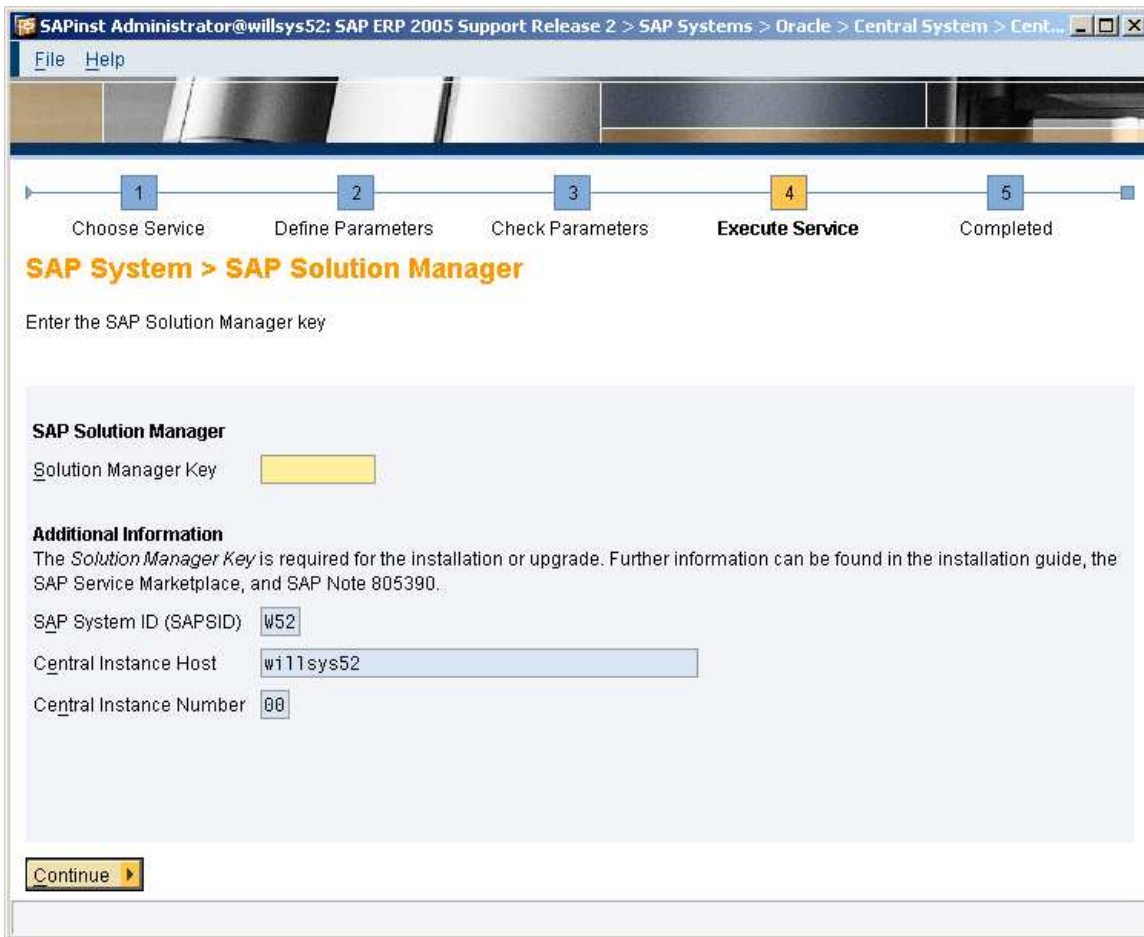 SAPinst Administrator@willsys52: SAP ERP 2005 Support Release 2 > SAP Systems > Oracle > Central System > Cent...
File Help
1 2 3 4 5
Choose Service Define Parameters Check Parameters Execute Service Completed
SAP System > SAP Solution Manager
Enter the SAP Solution Manager key
SAP Solution Manager
Solution Manager Key
Additional Information
The Solution Manager Key is required for the installation or upgrade. Further information can be found in the installation guide, the
SAP Service Marketplace, and SAP Note 805390.
SAP System ID (SAPSID) W52
Central Instance Host willsys52
Central Instance Number 00
Continue